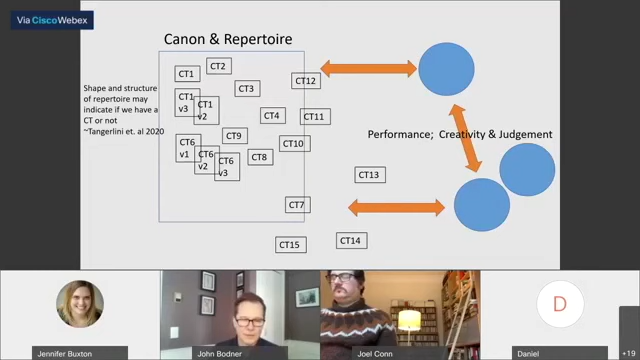 Via Cisco Webex
Canon & Repertoire
CT1
CT2
CT3
CT12
Shape and structure
of repertoire may
indicate if we have a
CT or not
~Tangerlini et. al 2020
CT1
v3
CT1
v2
CT4
CT11
CT9
CT10
CT6
v1
CT6
v2
CT6
v3
CT8
Performance; Creativity & Judgement
CT13
CT7
CT15
CT14
D
Jennifer Buxton
John Bodner
Joel Conn
Daniel
+19